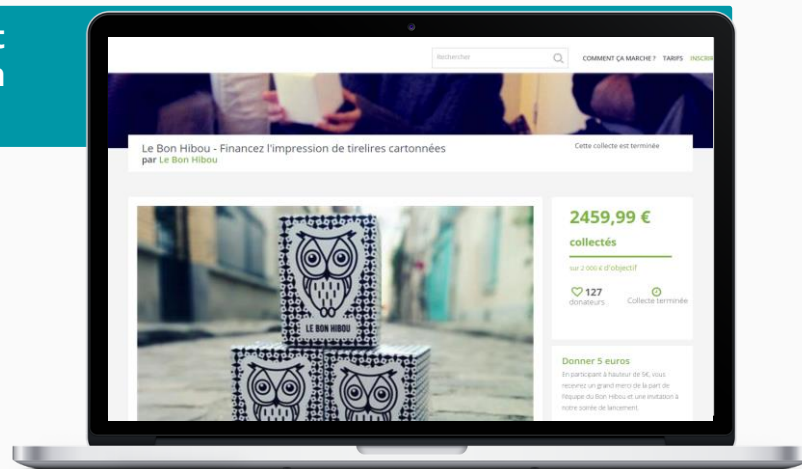 t
n
Rechercher
COMMENT ÇA MARCHE ? TARIFS INSCRIR
Le Bon Hibou - Financez l'impression de tirelires cartonnées
par Le Bon Hibou
Cette collecte est terminée
2459,99 €
collectés
sur 2 000 € d'objectif
127
donateurs
Collecte terminée
LE BON HIBOU
Donner 5 euros
En participant à hauteur de 5€, vous
recevrez un grand merci de la part de
l'équipe du Bon Hibou et une invitation à
notre soirée de lancement.